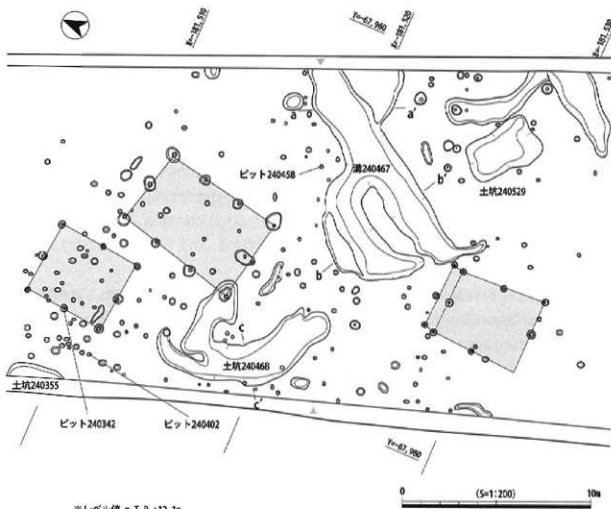 X=-181,510
Y=-67,960
X=-181,520
X=-181,530
a
a'
ピット240458
溝240467
b'
土坑240529
b
c
土坑240468
c'
土坑240355
ピット240342
ピット240402
Y=-67,980
0
(S=1:200)
10m